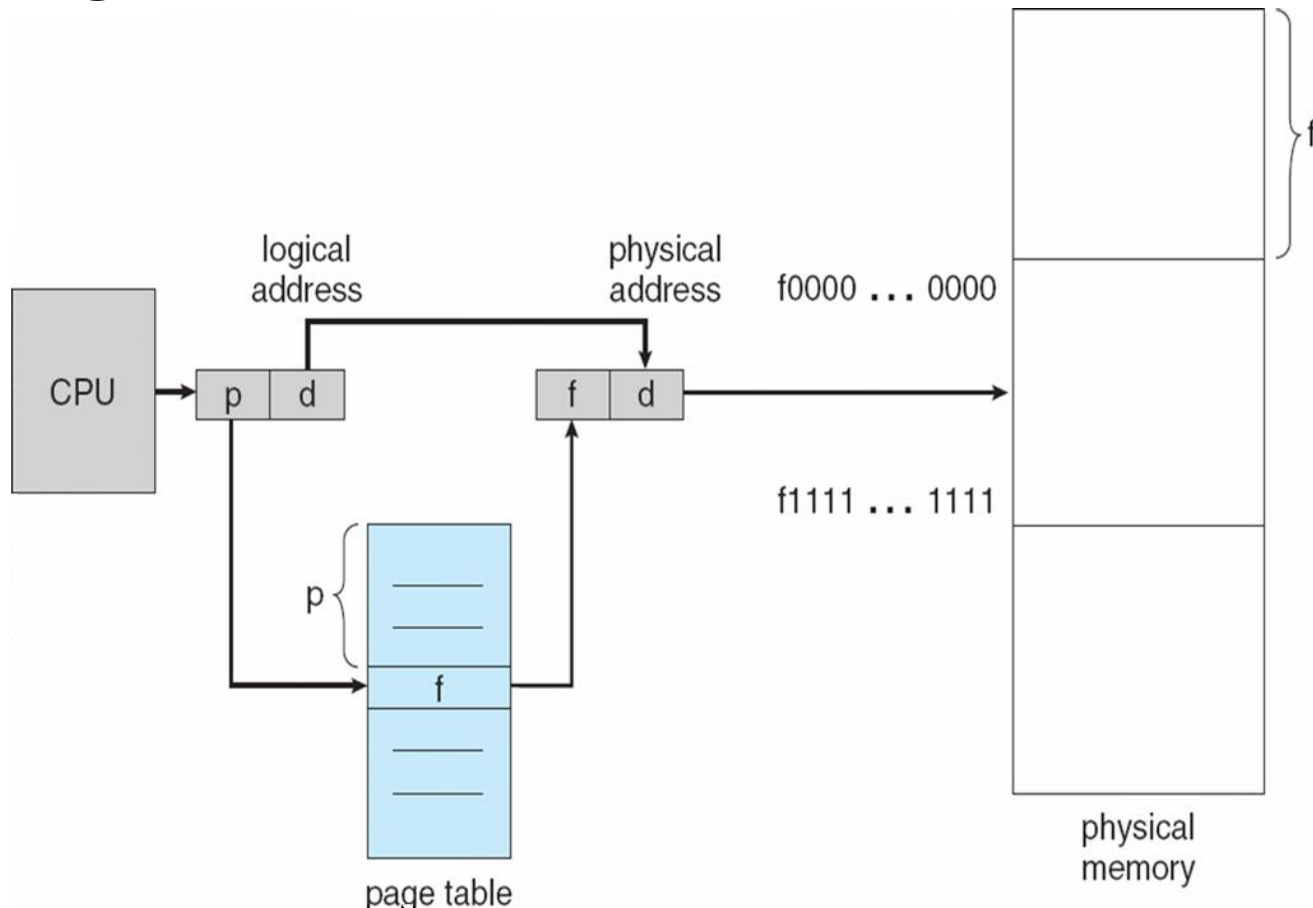 logical
address
physical
address
f0000 ... 0000
f
CPU
p
d
f
d
f1111 ... 1111
p
f
physical
memory
page table